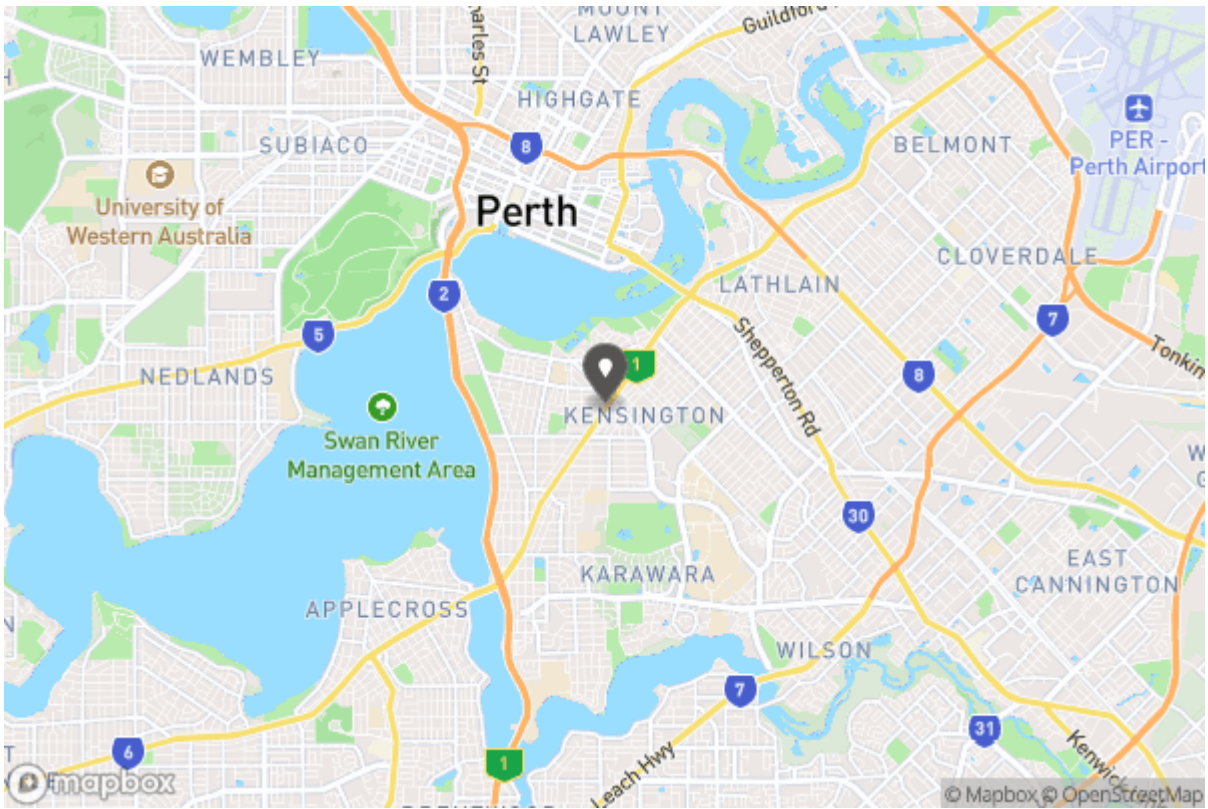 MOUNT
LAWLEY
Guildford
Charles St
WEMBLEY
HIGHGATE
8
SUBIACO
BELMONT
PER -
Perth Airport
University of
Western Australia
Perth
CLOVERDALE
2
LATHLAIN
5
7
Shepperton Rd
Tonkin
1
NEDLANDS
8
KENSINGTON
Swan River
Management Area
30
EAST
CANNINGTON
KARAWARA
APPLECROSS
WILSON
7
31
6
1
Leach Hwy
Kenwick
mapbox
© Mapbox © OpenStreetMap